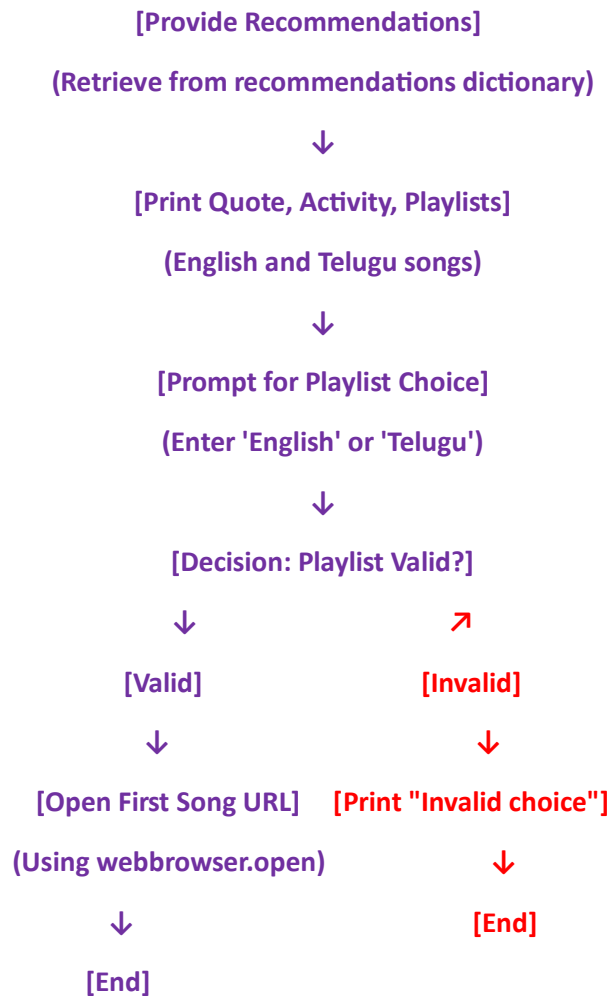 [Provide Recommendations]
(Retrieve from recommendations dictionary)
↓
[Print Quote, Activity, Playlists]
(English and Telugu songs)
↓
[Prompt for Playlist Choice]
(Enter 'English' or 'Telugu')
↓
[Decision: Playlist Valid?]
↓ ↗
[Valid] [Invalid]
↓ ↓
[Open First Song URL] [Print "Invalid choice"]
(Using webbrowser.open) ↓
↓ [End]
[End]